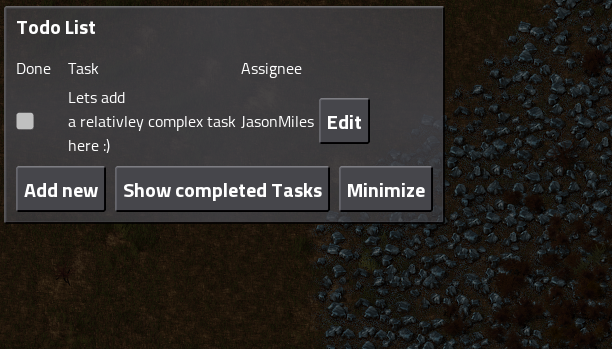 Todo List
Done Task Assignee
Lets add
a relativley complex task JasonMiles Edit
here :)
Add new Show completed Tasks Minimize